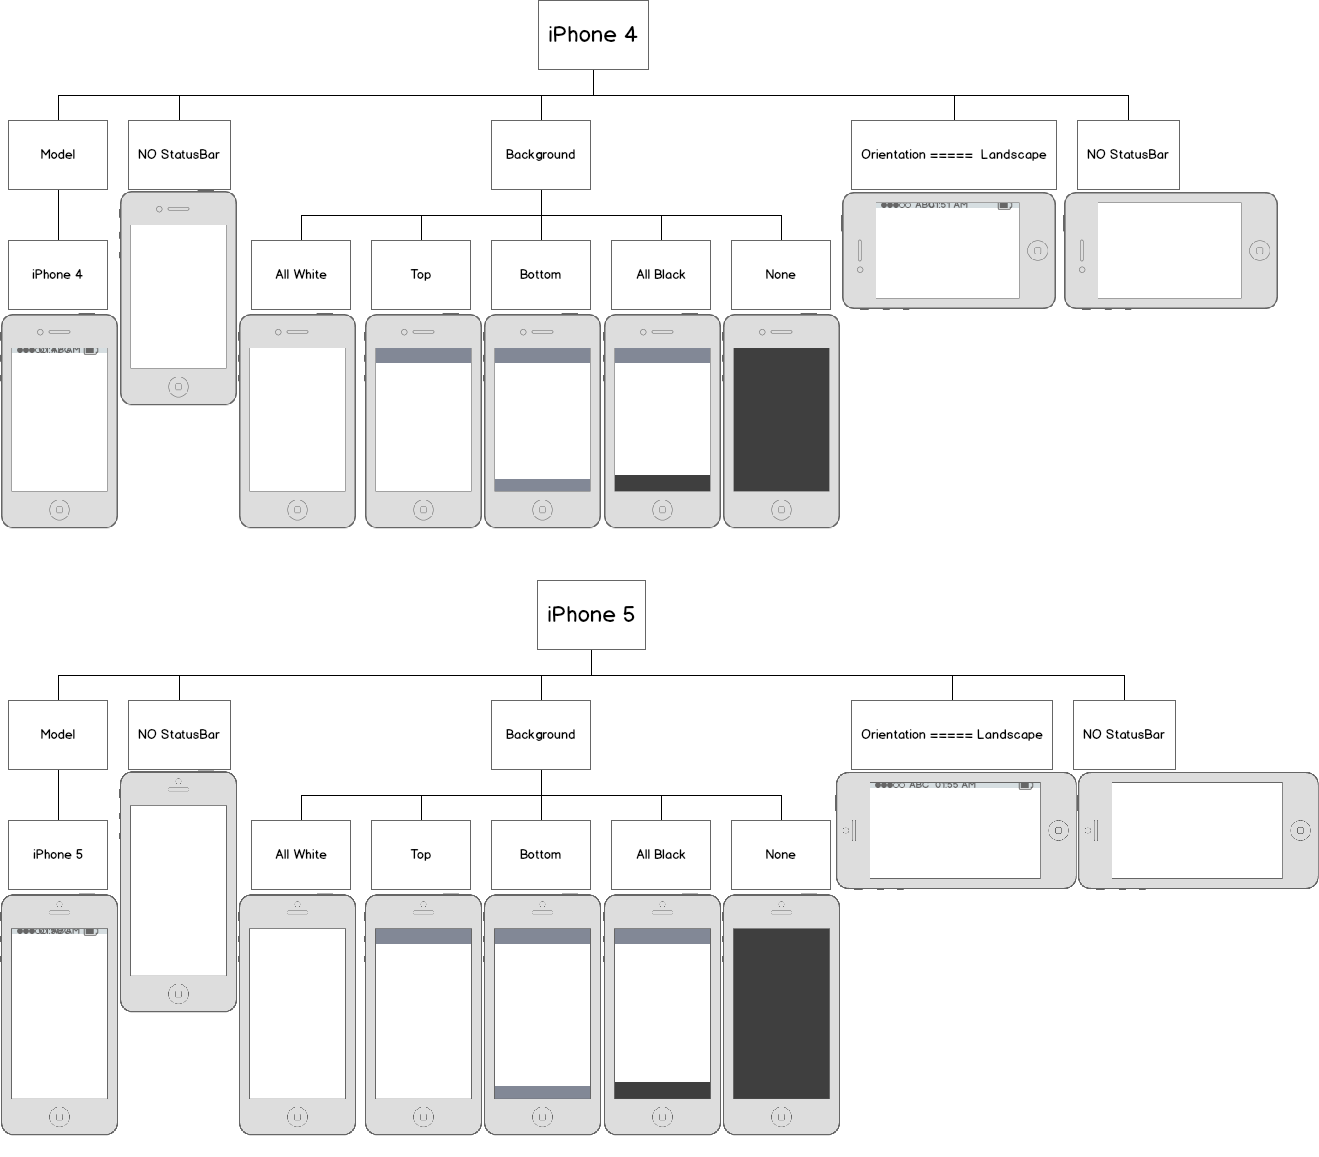 iPhone 4
Model
NO StatusBar
Background
Orientation ===== Landscape
NO StatusBar
AB01:51 AM
iPhone 4
All White
Top
Bottom
All Black
None
iPhone 5
Model
NO StatusBar
Background
Orientation ===== Landscape
NO StatusBar
ABC 01:55 AM
iPhone 5
All White
Top
Bottom
All Black
None